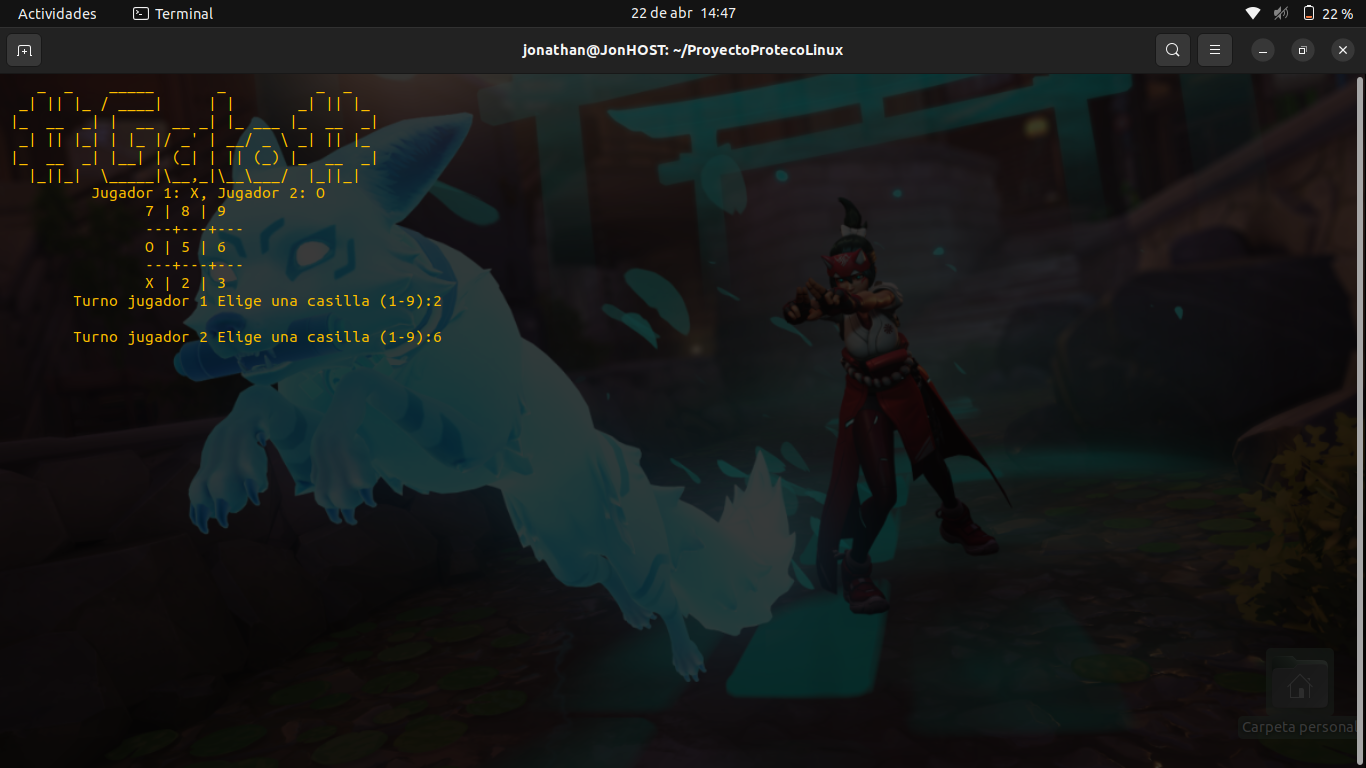 Actividades Terminal 22 de abr 14:47 22 %
jonathan@JonHOST: ~/ProyectoProtecoLinux
#Gato#
Jugador 1: X, Jugador 2: O
7 | 8 | 9
---+---+---
O | 5 | 6
---+---+---
X | 2 | 3
Turno jugador 1 Elige una casilla (1-9):2
Turno jugador 2 Elige una casilla (1-9):6
Carpeta personal